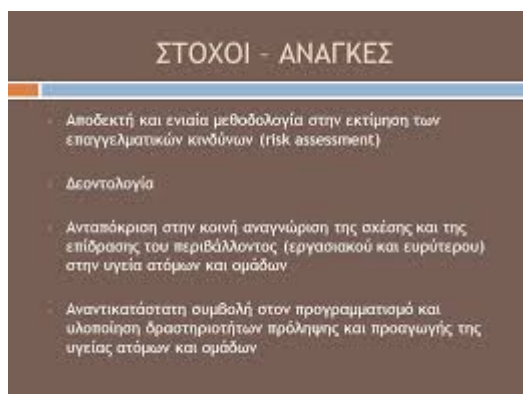 ΣΤΟΧΟΙ – ΑΝΑΓΚΕΣ
Αποδεκτή και ενιαία μεθοδολογία στην εκτίμηση των
επαγγελματικών κινδύνων (risk assessment)
Δεοντολογία
Ανταπόκριση στην κοινή αναγνώριση της σχέσης και της
επίδρασης του περιβάλλοντος (εργασιακού και ευρύτερου)
στην υγεία ατόμων και ομάδων
Αναντικατάστατη συμβολή στον προγραμματισμό και
υλοποίηση δραστηριοτήτων πρόληψης και προαγωγής της
υγείας ατόμων και ομάδων